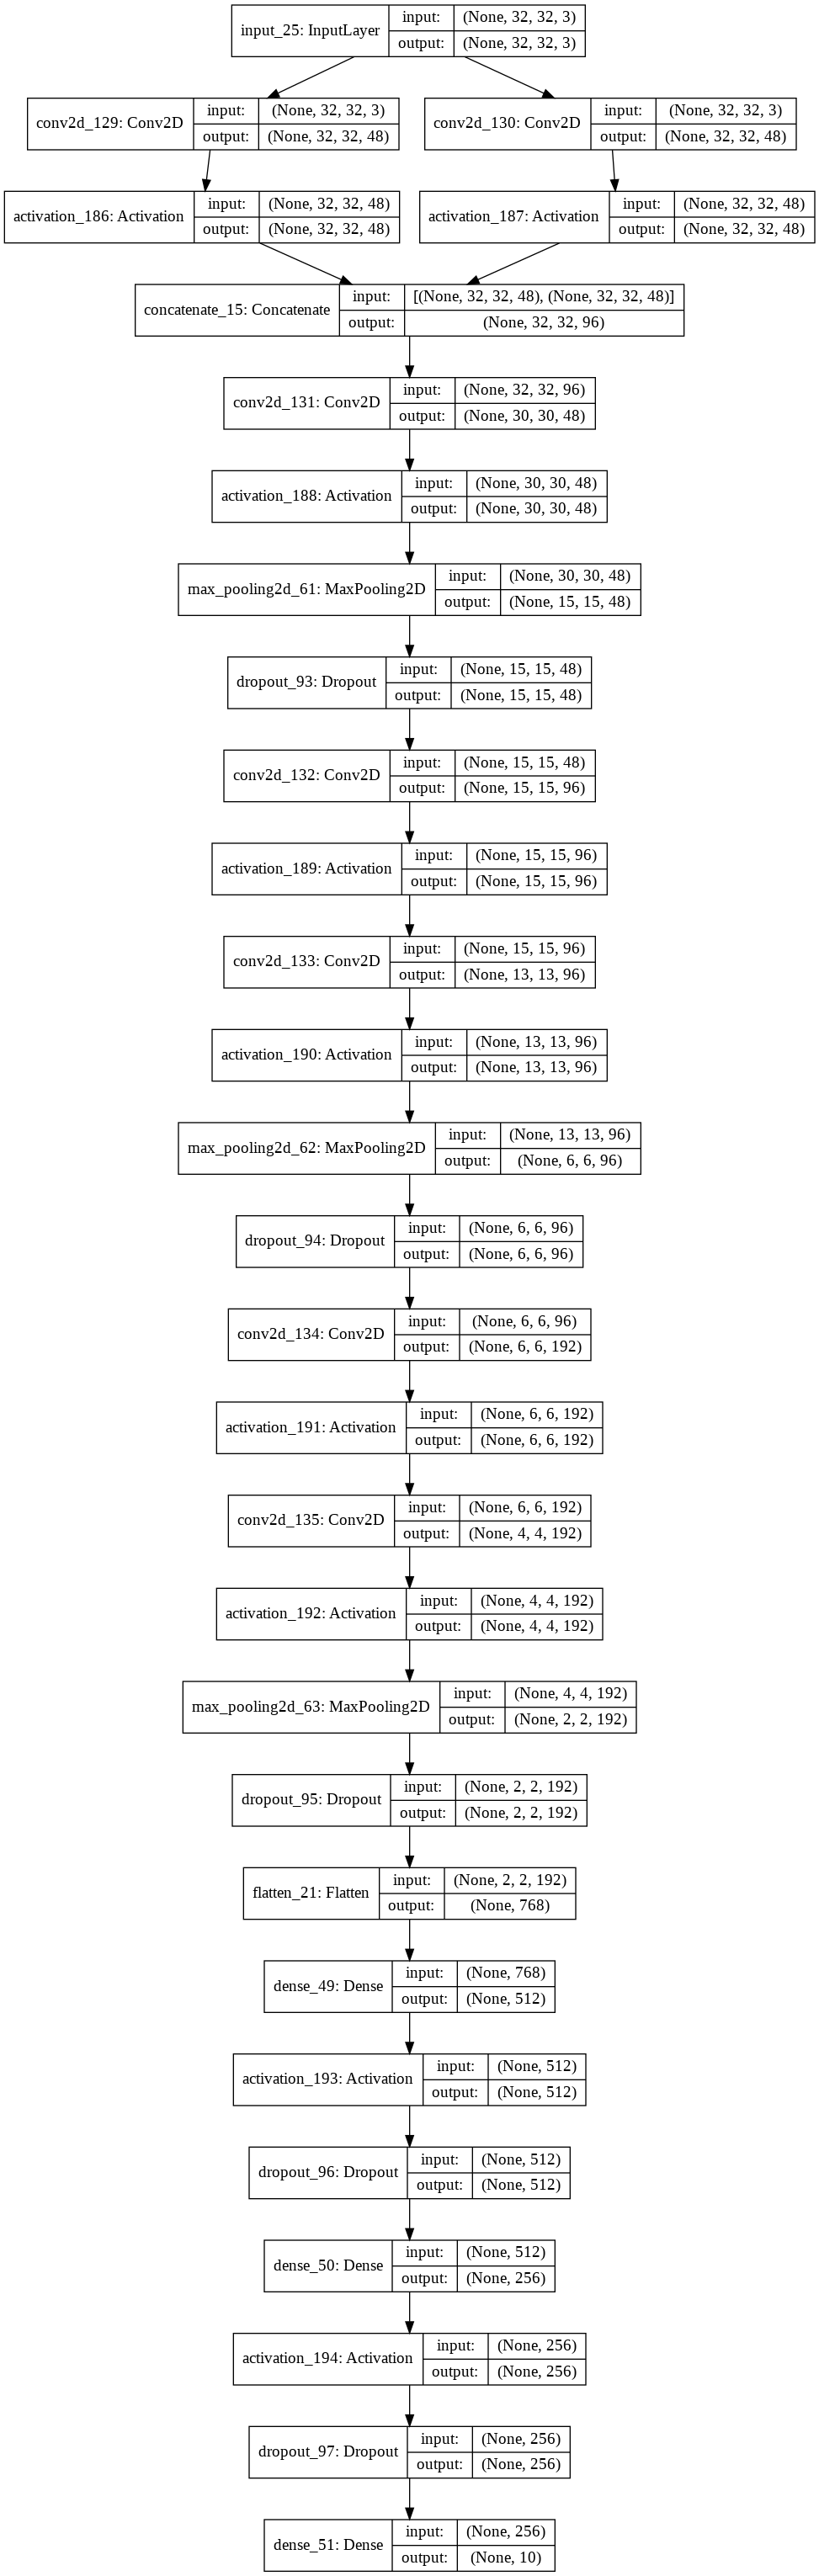 input_25: InputLayer
input: (None, 32, 32, 3)
output: (None, 32, 32, 3)
conv2d_129: Conv2D
input: (None, 32, 32, 3)
output: (None, 32, 32, 48)
conv2d_130: Conv2D
input: (None, 32, 32, 3)
output: (None, 32, 32, 48)
activation_186: Activation
input: (None, 32, 32, 48)
output: (None, 32, 32, 48)
activation_187: Activation
input: (None, 32, 32, 48)
output: (None, 32, 32, 48)
concatenate_15: Concatenate
input: [(None, 32, 32, 48), (None, 32, 32, 48)]
output: (None, 32, 32, 96)
conv2d_131: Conv2D
input: (None, 32, 32, 96)
output: (None, 30, 30, 48)
activation_188: Activation
input: (None, 30, 30, 48)
output: (None, 30, 30, 48)
max_pooling2d_61: MaxPooling2D
input: (None, 30, 30, 48)
output: (None, 15, 15, 48)
dropout_93: Dropout
input: (None, 15, 15, 48)
output: (None, 15, 15, 48)
conv2d_132: Conv2D
input: (None, 15, 15, 48)
output: (None, 15, 15, 96)
activation_189: Activation
input: (None, 15, 15, 96)
output: (None, 15, 15, 96)
conv2d_133: Conv2D
input: (None, 15, 15, 96)
output: (None, 13, 13, 96)
activation_190: Activation
input: (None, 13, 13, 96)
output: (None, 13, 13, 96)
max_pooling2d_62: MaxPooling2D
input: (None, 13, 13, 96)
output: (None, 6, 6, 96)
dropout_94: Dropout
input: (None, 6, 6, 96)
output: (None, 6, 6, 96)
conv2d_134: Conv2D
input: (None, 6, 6, 96)
output: (None, 6, 6, 192)
activation_191: Activation
input: (None, 6, 6, 192)
output: (None, 6, 6, 192)
conv2d_135: Conv2D
input: (None, 6, 6, 192)
output: (None, 4, 4, 192)
activation_192: Activation
input: (None, 4, 4, 192)
output: (None, 4, 4, 192)
max_pooling2d_63: MaxPooling2D
input: (None, 4, 4, 192)
output: (None, 2, 2, 192)
dropout_95: Dropout
input: (None, 2, 2, 192)
output: (None, 2, 2, 192)
flatten_21: Flatten
input: (None, 2, 2, 192)
output: (None, 768)
dense_49: Dense
input: (None, 768)
output: (None, 512)
activation_193: Activation
input: (None, 512)
output: (None, 512)
dropout_96: Dropout
input: (None, 512)
output: (None, 512)
dense_50: Dense
input: (None, 512)
output: (None, 256)
activation_194: Activation
input: (None, 256)
output: (None, 256)
dropout_97: Dropout
input: (None, 256)
output: (None, 256)
dense_51: Dense
input: (None, 256)
output: (None, 10)